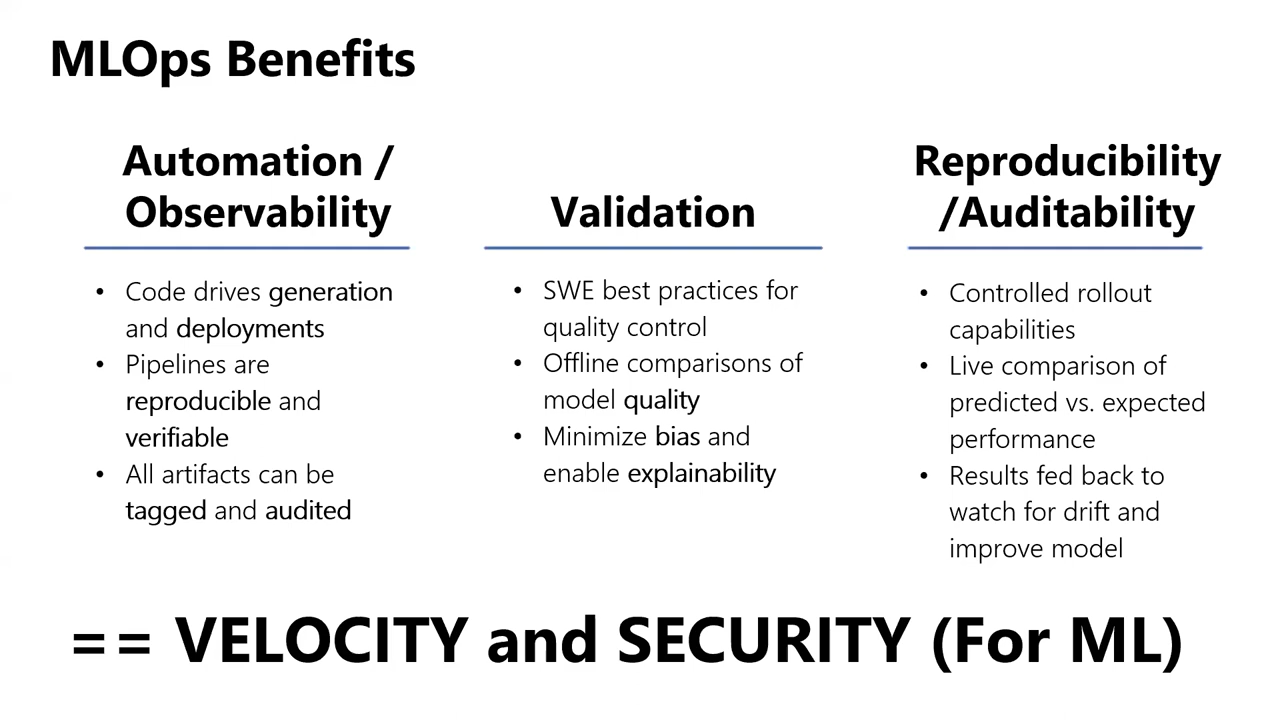 MLOps Benefits
Automation /
Observability
• Code drives generation
and deployments
• Pipelines are
reproducible and
verifiable
• All artifacts can be
tagged and audited
Validation
• SWE best practices for
quality control
• Offline comparisons of
model quality
• Minimize bias and
enable explainability
Reproducibility
/Auditability
• Controlled rollout
capabilities
• Live comparison of
predicted vs. expected
performance
• Results fed back to
watch for drift and
improve model
== VELOCITY and SECURITY (For ML)